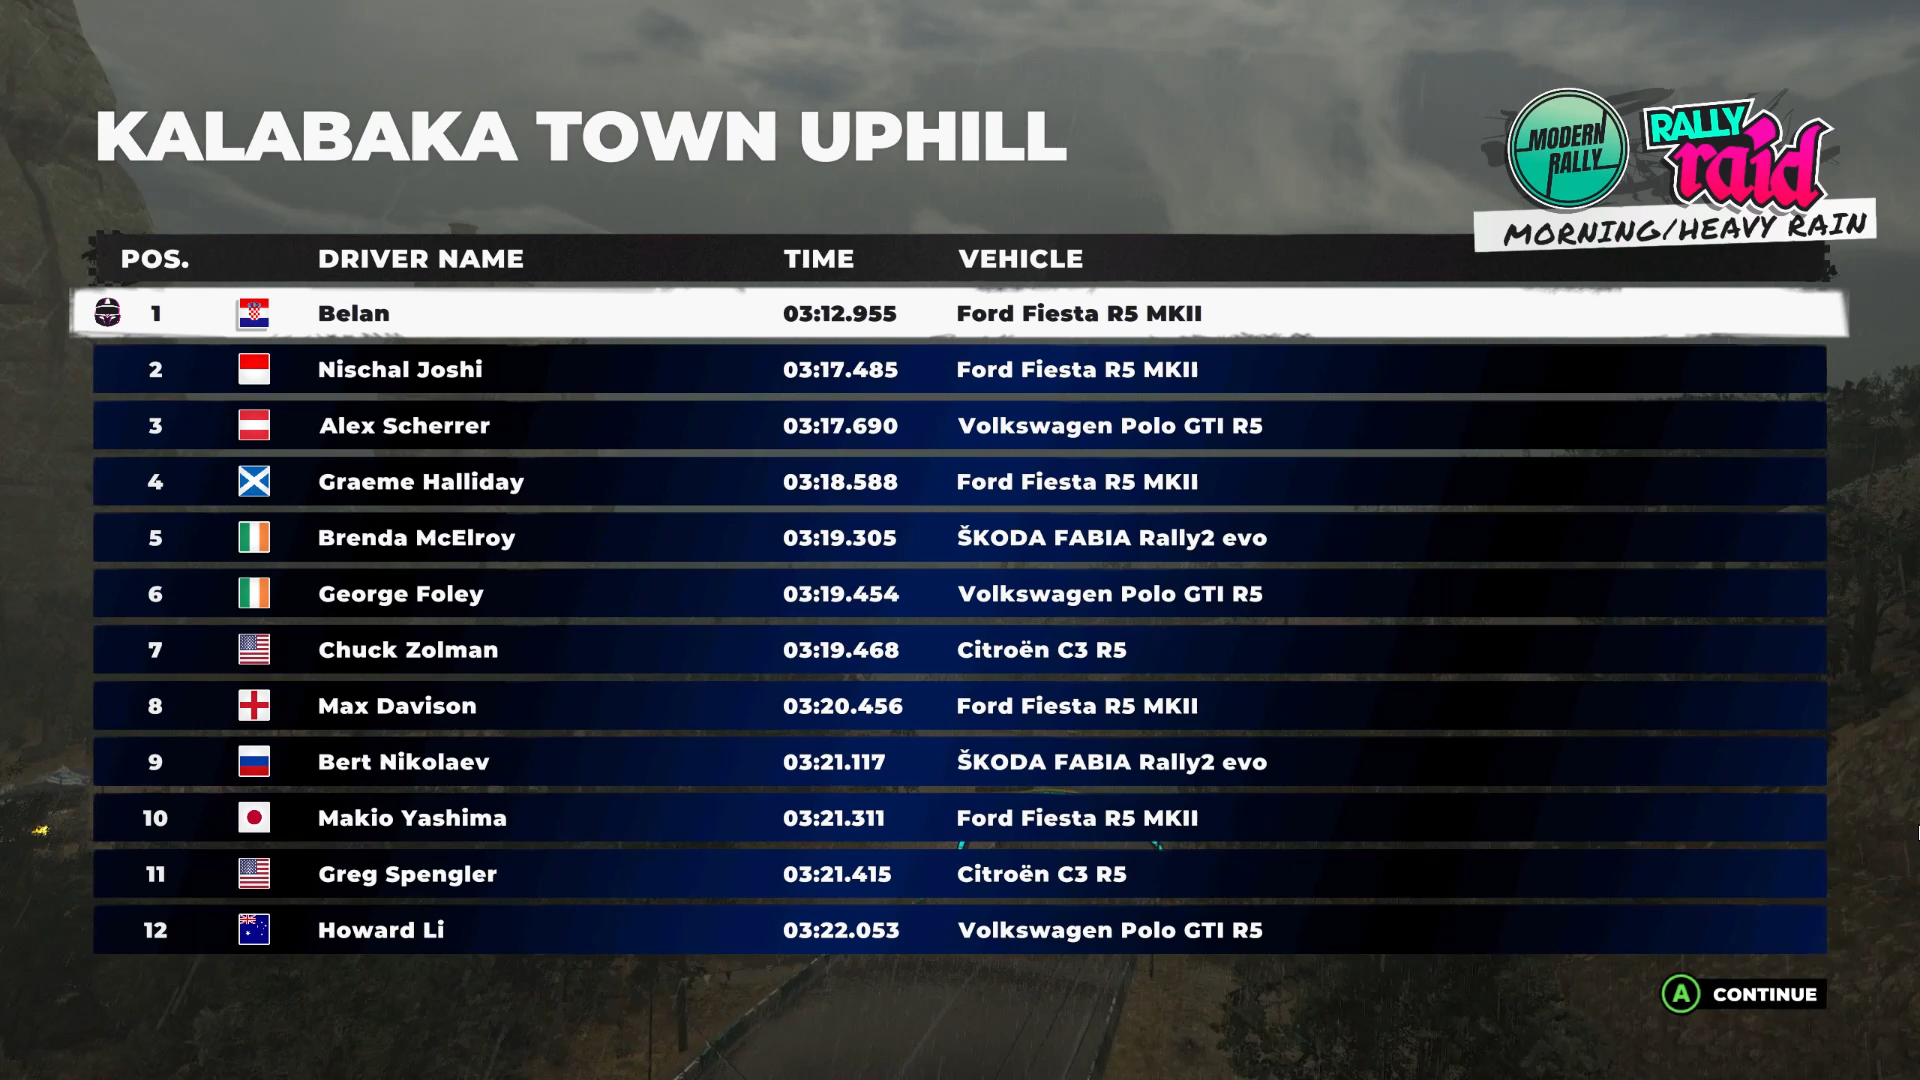 KALABAKA TOWN UPHILL
MODERN
RALLY
RALLY
raid
MORNING/HEAVY RAIN
POS. DRIVER NAME TIME VEHICLE
1 Belan 03:12.955 Ford Fiesta R5 MKII
2 Nischal Joshi 03:17.485 Ford Fiesta R5 MKII
3 Alex Scherrer 03:17.690 Volkswagen Polo GTI R5
4 Graeme Halliday 03:18.588 Ford Fiesta R5 MKII
5 Brenda McElroy 03:19.305 ŠKODA FABIA Rally2 evo
6 George Foley 03:19.454 Volkswagen Polo GTI R5
7 Chuck Zolman 03:19.468 Citroën C3 R5
8 Max Davison 03:20.456 Ford Fiesta R5 MKII
9 Bert Nikolaev 03:21.117 ŠKODA FABIA Rally2 evo
10 Makio Yashima 03:21.311 Ford Fiesta R5 MKII
11 Greg Spengler 03:21.415 Citroën C3 R5
12 Howard Li 03:22.053 Volkswagen Polo GTI R5
A CONTINUE